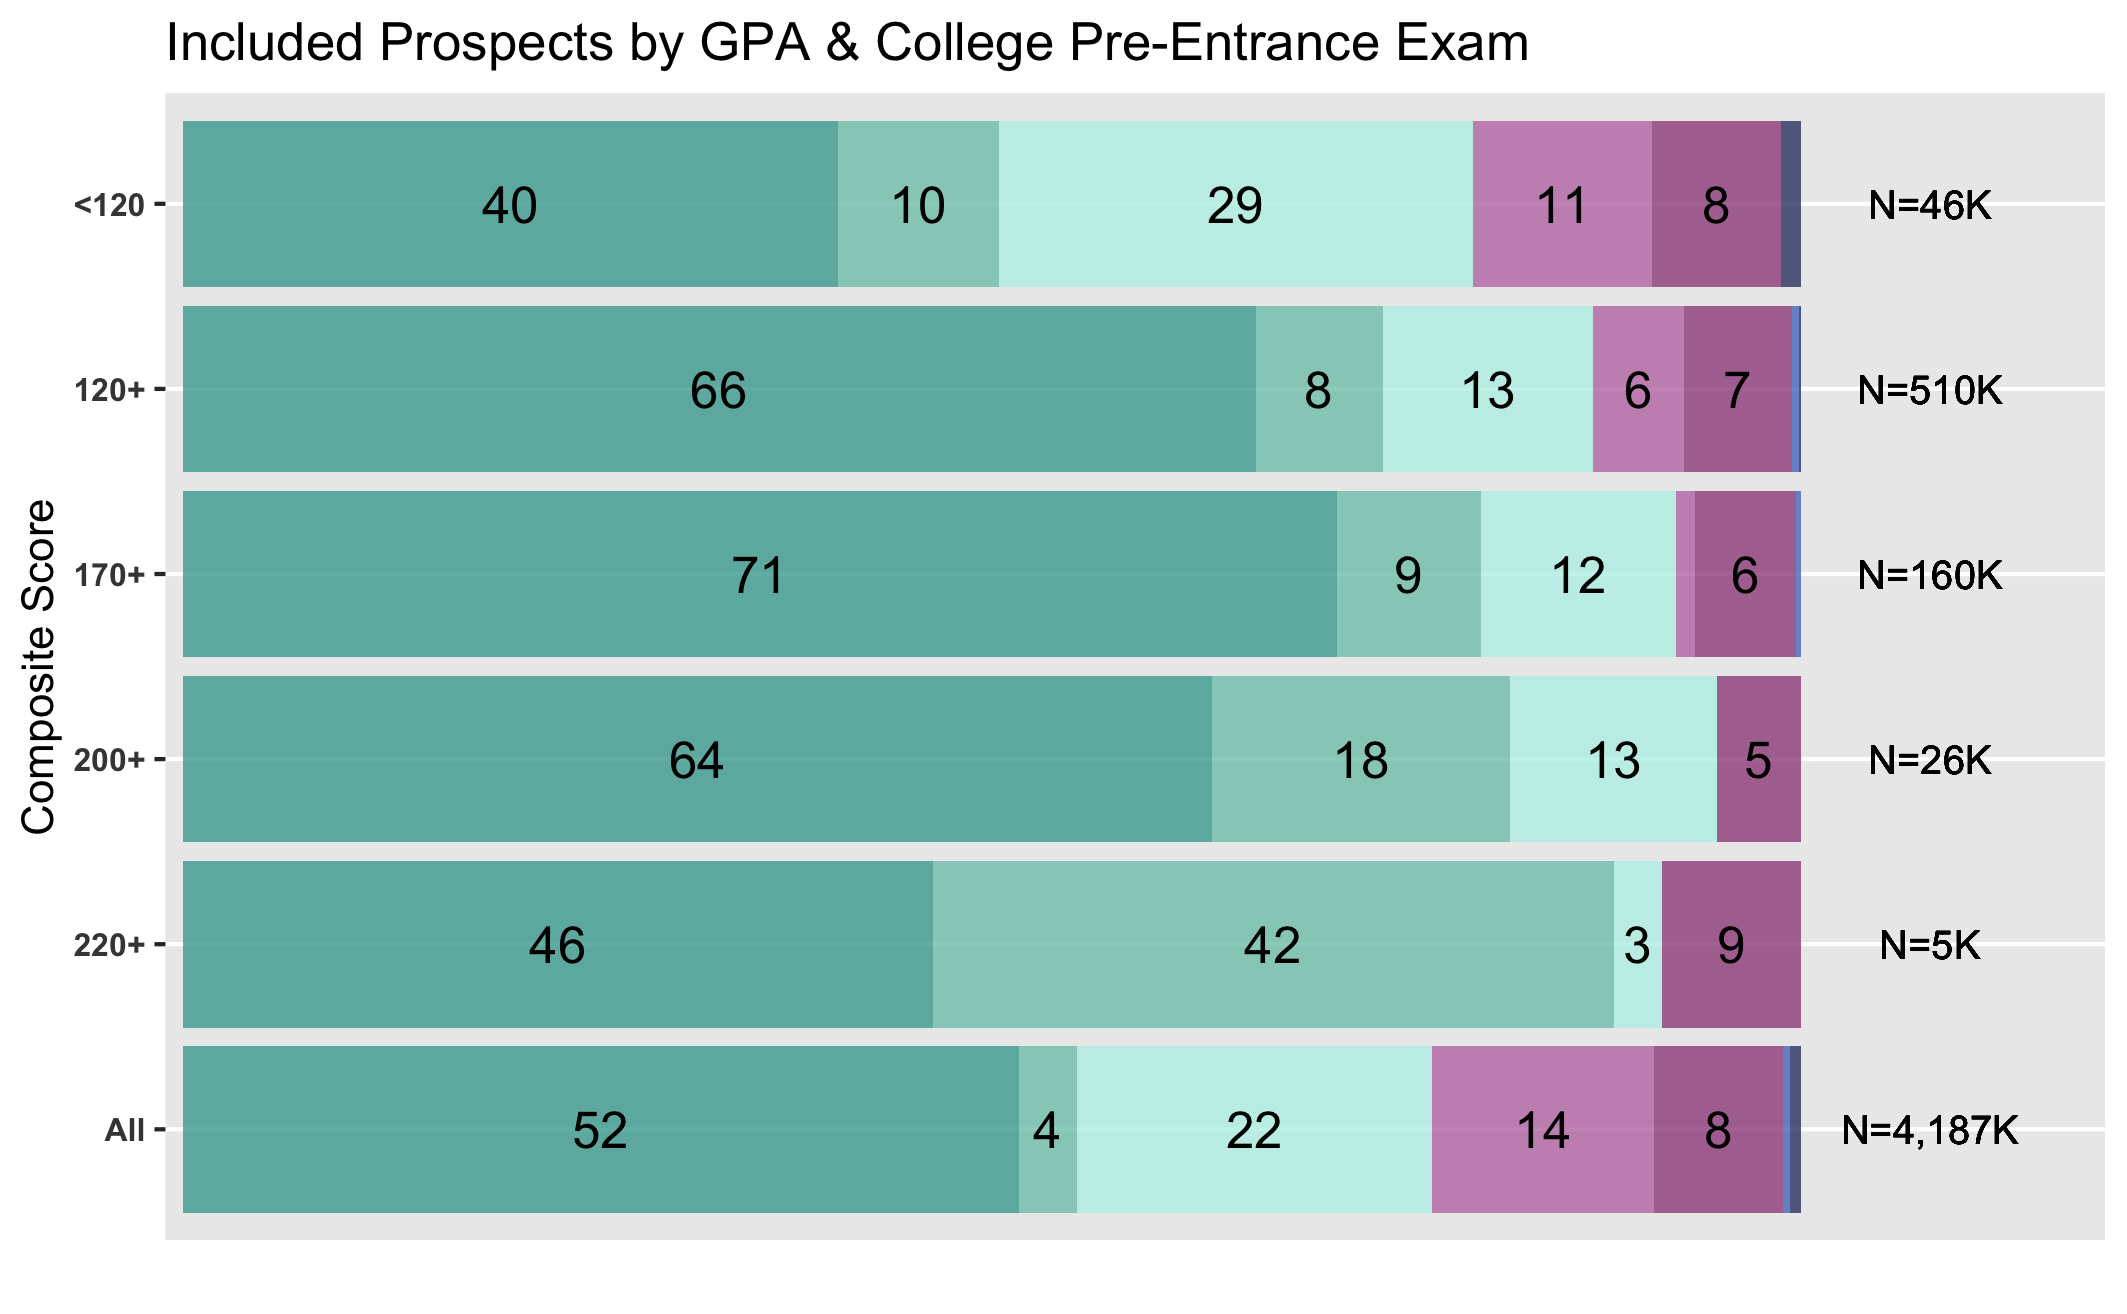 Included Prospects by GPA & College Pre-Entrance Exam
Composite Score
<120 40 10 29 11 8 N=46K
120+ 66 8 13 6 7 N=510K
170+ 71 9 12 6 N=160K
200+ 64 18 13 5 N=26K
220+ 46 42 3 9 N=5K
All 52 4 22 14 8 N=4,187K